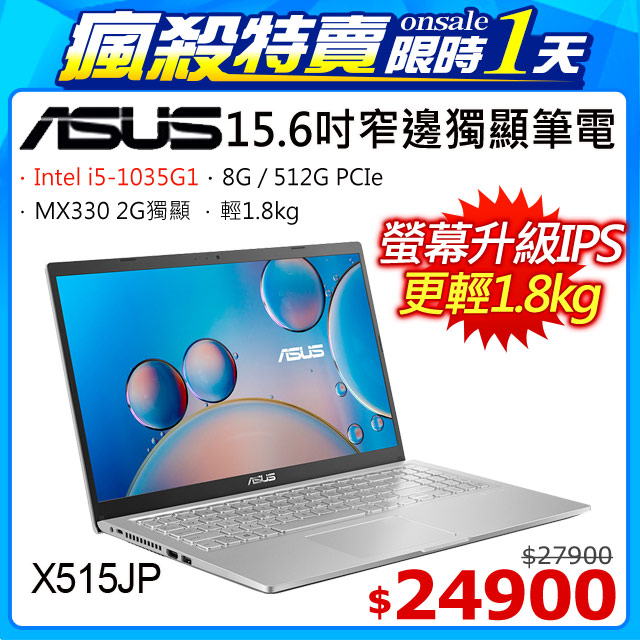 瘋殺特賣 onsale 限時1天
ASUS 15.6吋窄邊獨顯筆電
· Intel i5-1035G1 · 8G / 512G PCIe
· MX330 2G獨顯 · 輕1.8kg
螢幕升級IPS
更輕1.8kg
ASUS
ASUS
X515JP
$27900
$24900